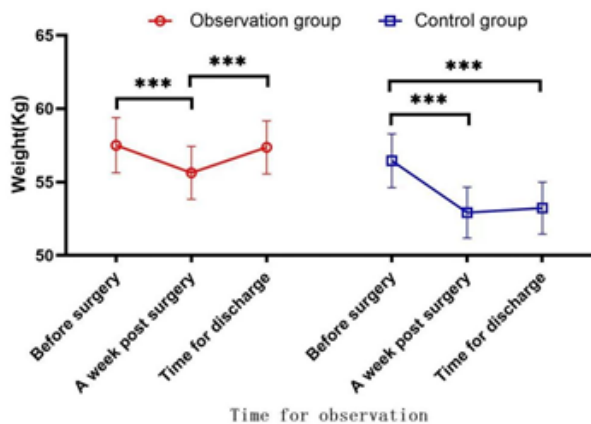 Observation group Control group
65
60
55
50
Weight(Kg)
***
***
***
***
Before surgery
A week post surgery
Time for discharge
Before surgery
A week post surgery
Time for discharge
Time for observation